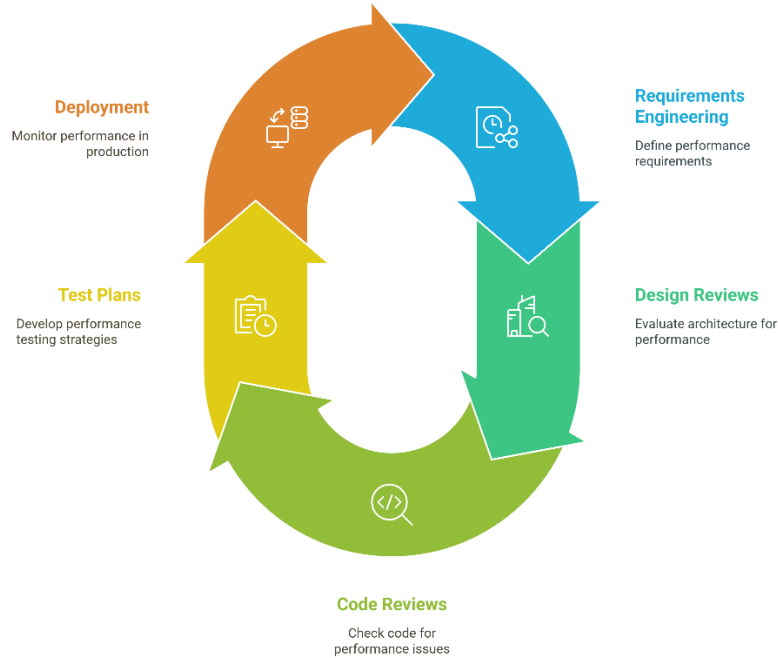 Deployment
Monitor performance in
production
Requirements
Engineering
Define performance
requirements
Test Plans
Develop performance
testing strategies
Design Reviews
Evaluate architecture for
performance
</>
Code Reviews
Check code for
performance issues